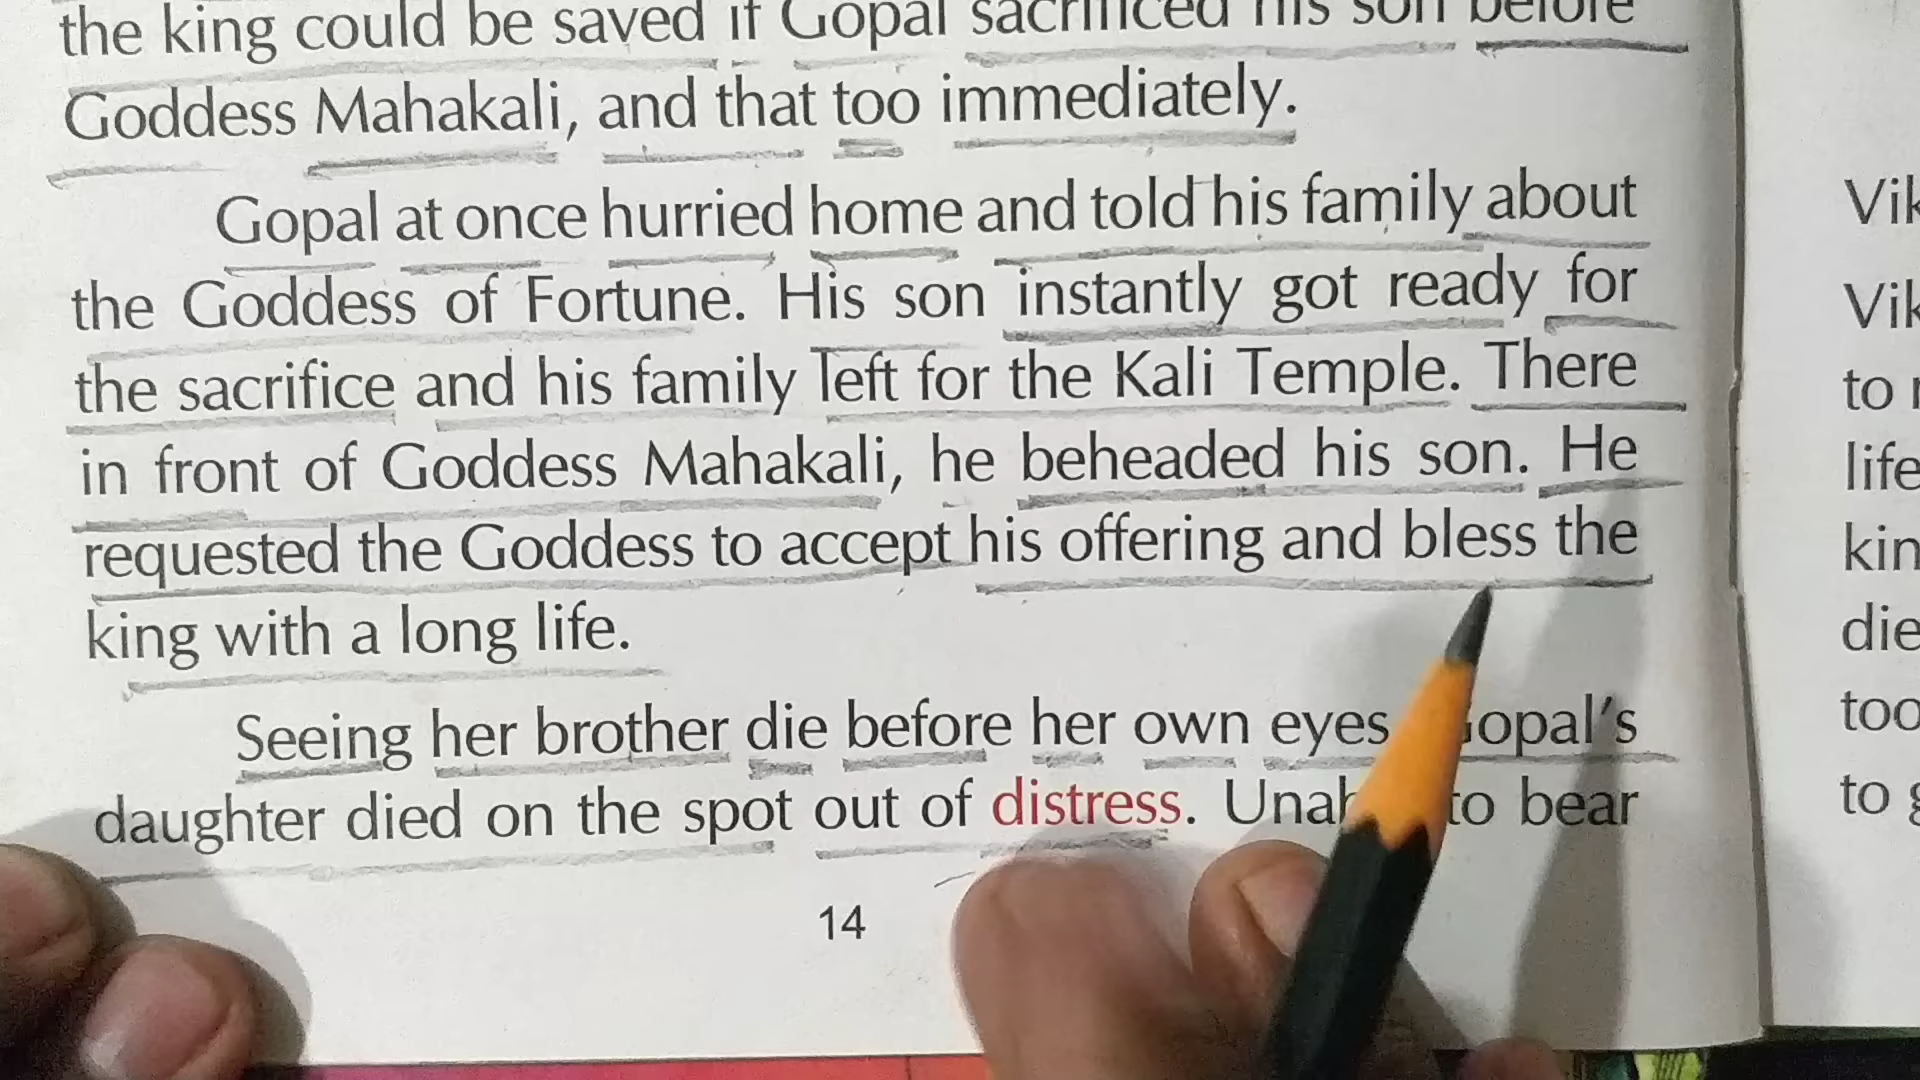 the king could be saved if Gopal sacrificed his son before
Goddess Mahakali, and that too immediately.
Gopal at once hurried home and told his family about
the Goddess of Fortune. His son instantly got ready for
the sacrifice and his family left for the Kali Temple. There
in front of Goddess Mahakali, he beheaded his son. He
requested the Goddess to accept his offering and bless the
king with a long life.
Seeing her brother die before her own eyes Gopal's
daughter died on the spot out of distress. to bear
14
Vik
Vik
to
life
kin
die
too
to